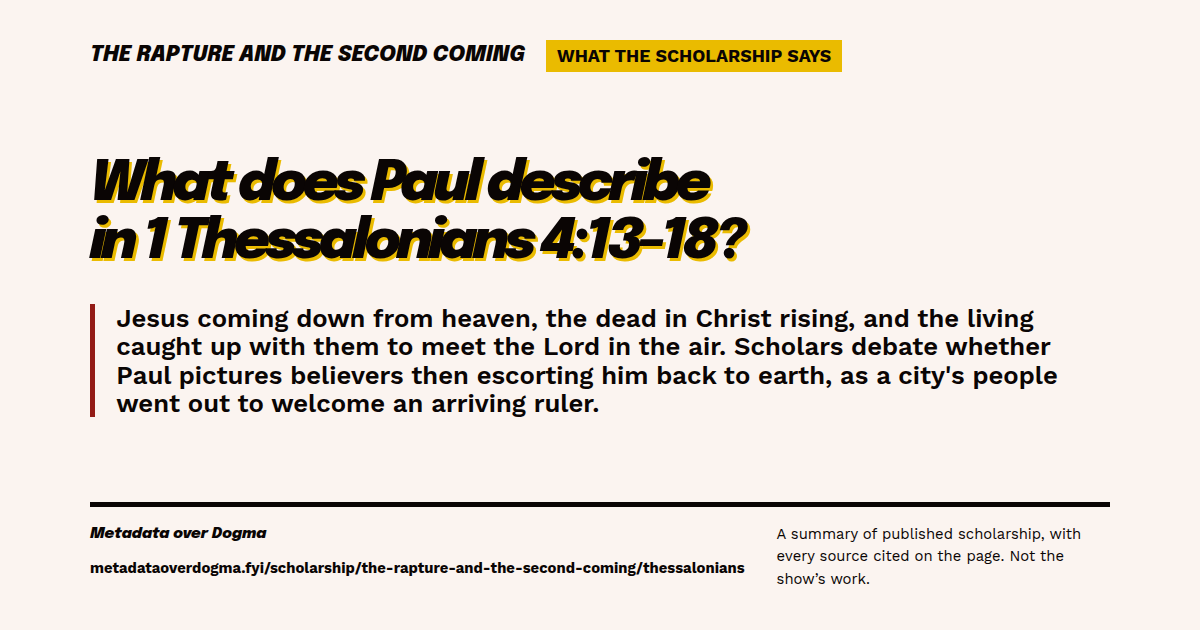 THE RAPTURE AND THE SECOND COMING
WHAT THE SCHOLARSHIP SAYS
What does Paul describe
in 1 Thessalonians 4:13–18?
Jesus coming down from heaven, the dead in Christ rising, and the living
caught up with them to meet the Lord in the air. Scholars debate whether
Paul pictures believers then escorting him back to earth, as a city's people
went out to welcome an arriving ruler.
Metadata over Dogma
metadataoverdogma.fyi/scholarship/the-rapture-and-the-second-coming/thessalonians
A summary of published scholarship, with
every source cited on the page. Not the
show’s work.